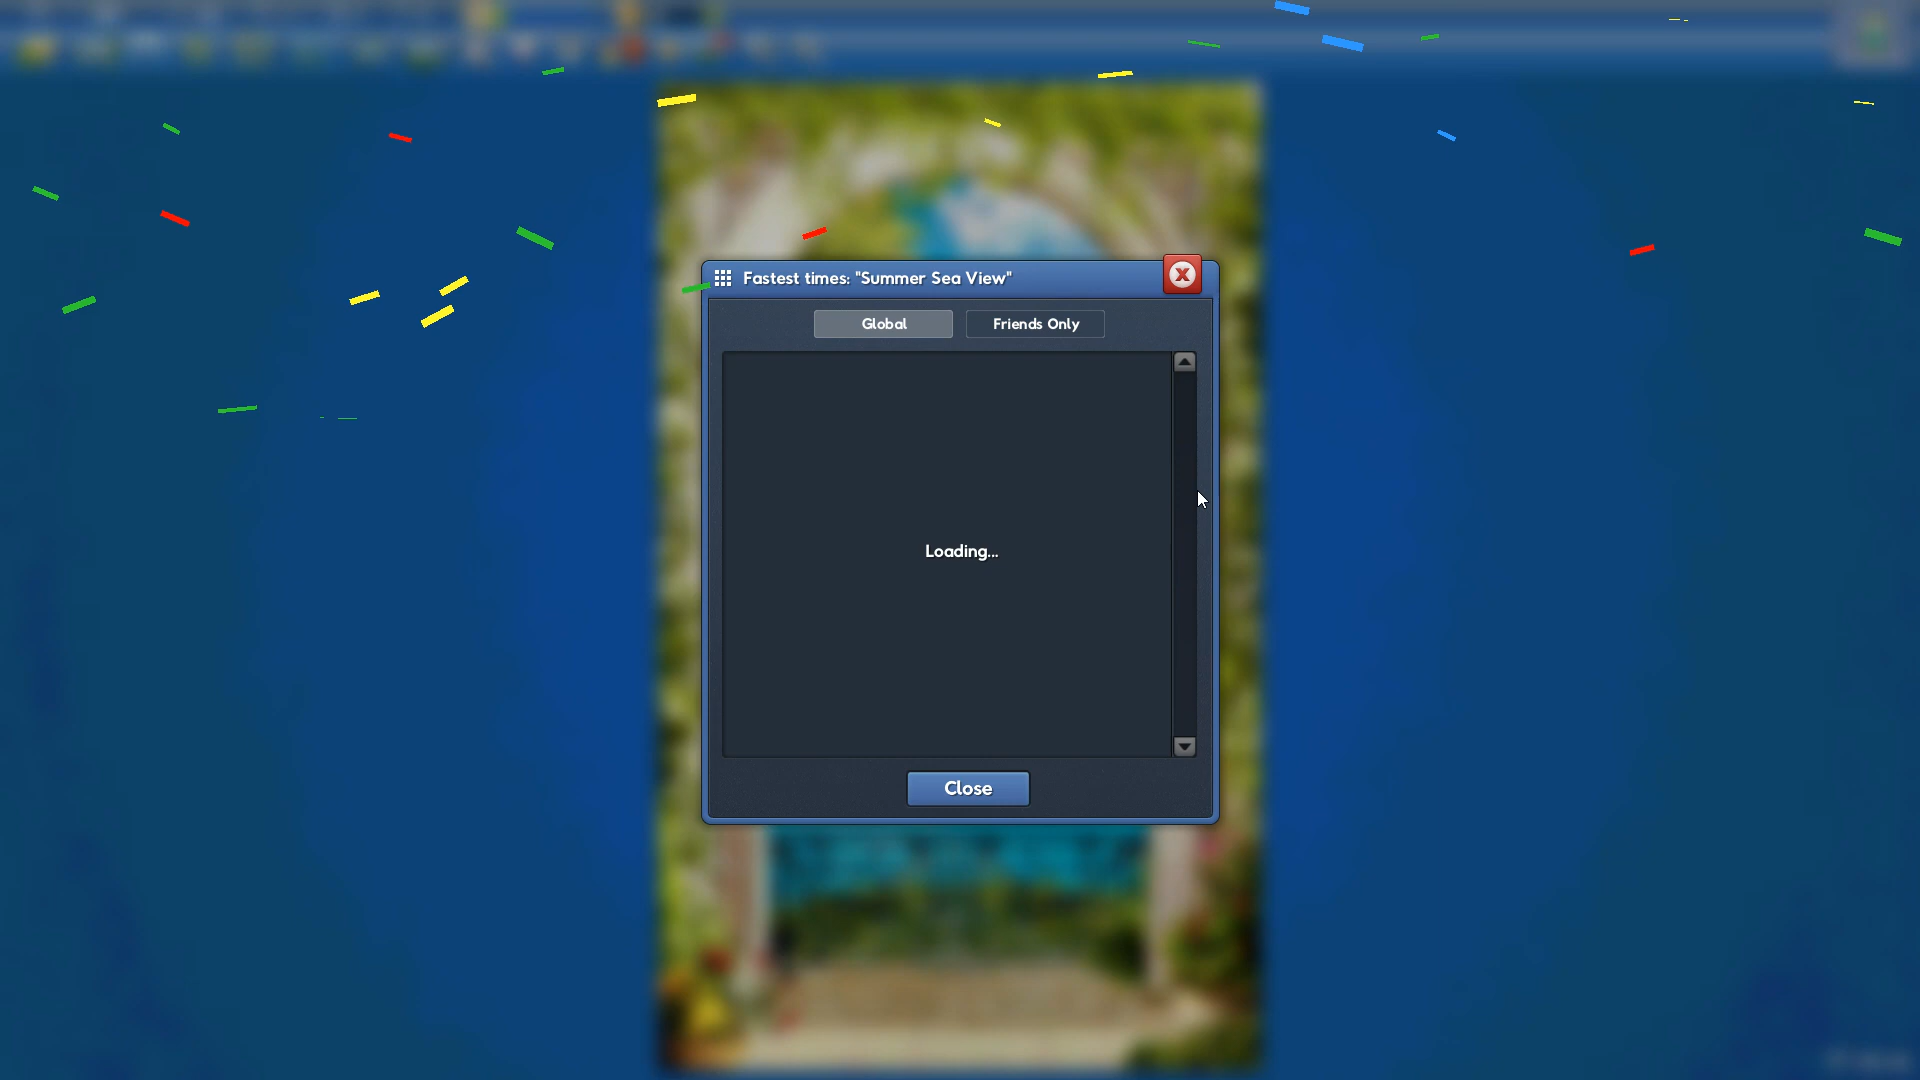 Fastest times: "Summer Sea View"
Global
Friends Only
Loading...
Close